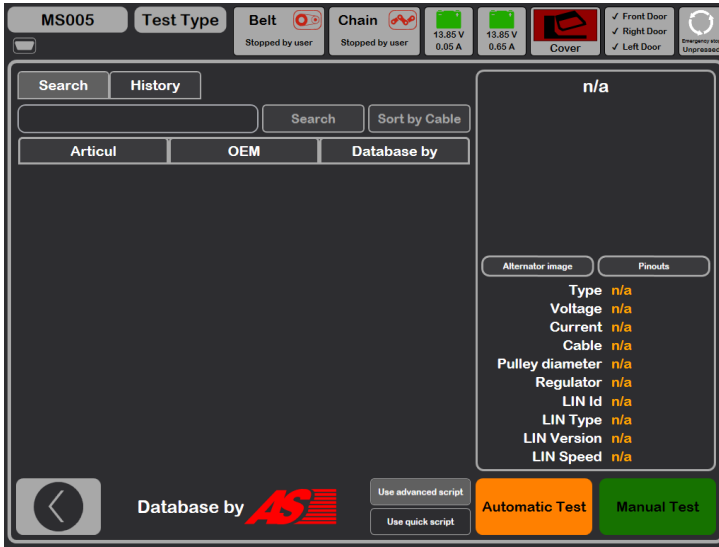 MS005
Test Type
Belt
Stopped by user
Chain
Stopped by user
13.85 V
0.05 A
13.85 V
0.65 A
Cover
✓ Front Door
✓ Right Door
✓ Left Door
Emergency stop
Unpressed
Search
History
Search
Sort by Cable
Articul
OEM
Database by
n/a
Alternator image
Pinouts
Type n/a
Voltage n/a
Current n/a
Cable n/a
Pulley diameter n/a
Regulator n/a
LIN Id n/a
LIN Type n/a
LIN Version n/a
LIN Speed n/a
Database by AS
Use advanced script
Use quick script
Automatic Test
Manual Test